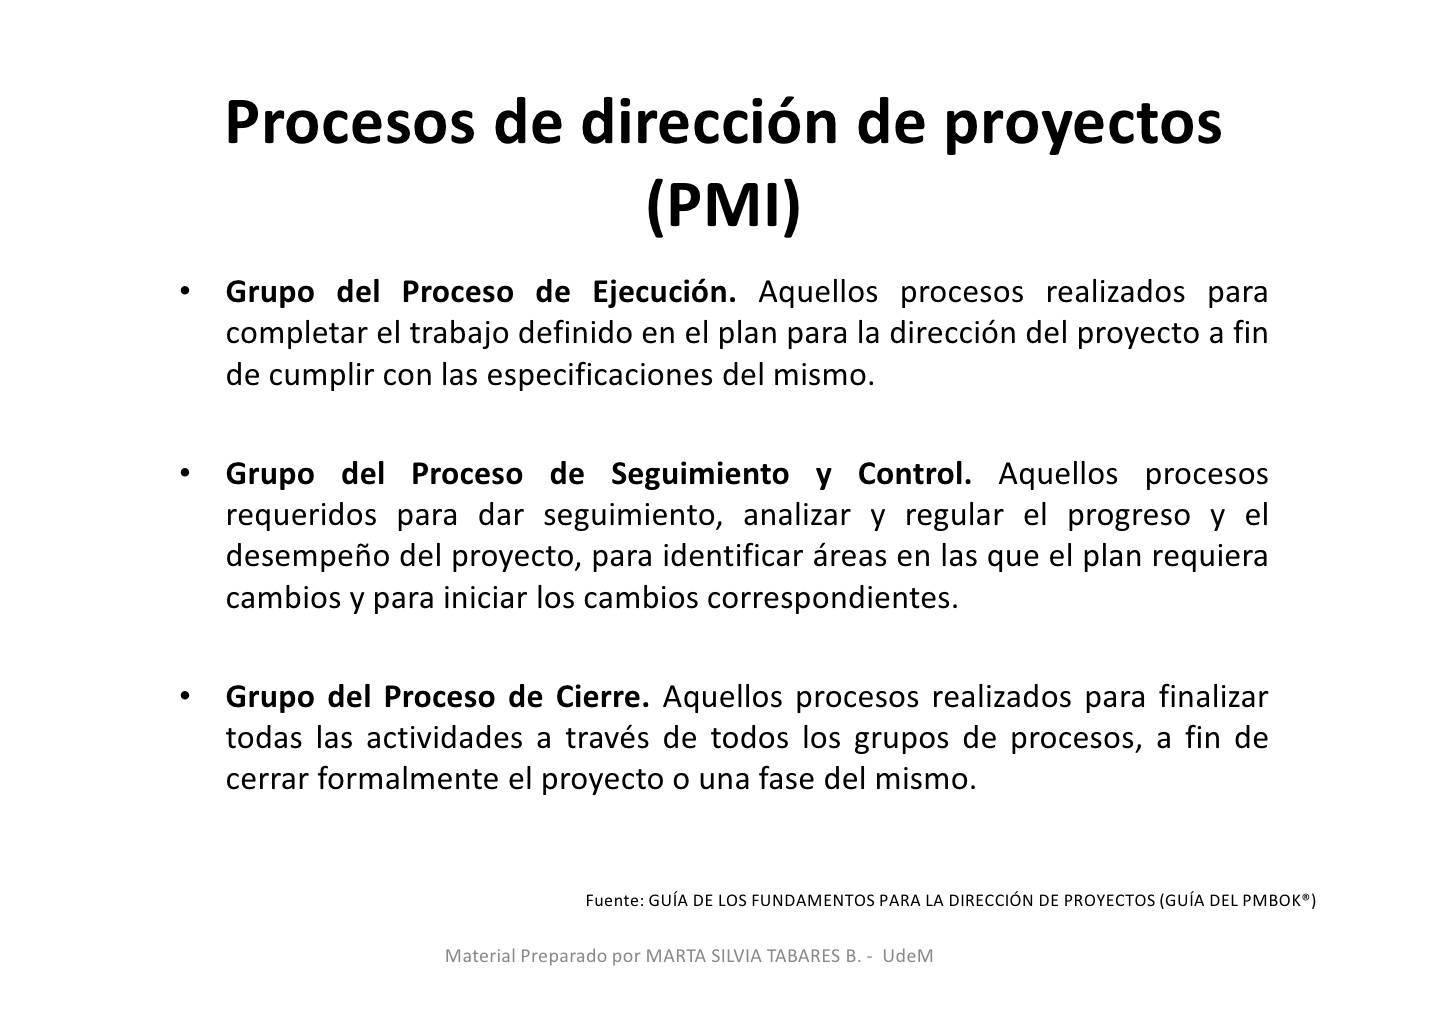 Procesos de dirección de proyectos
(PMI)
• Grupo del Proceso de Ejecución. Aquellos procesos realizados para
completar el trabajo definido en el plan para la dirección del proyecto a fin
de cumplir con las especificaciones del mismo.
• Grupo del Proceso de Seguimiento y Control. Aquellos procesos
requeridos para dar seguimiento, analizar y regular el progreso y el
desempeño del proyecto, para identificar áreas en las que el plan requiera
cambios y para iniciar los cambios correspondientes.
• Grupo del Proceso de Cierre. Aquellos procesos realizados para finalizar
todas las actividades a través de todos los grupos de procesos, a fin de
cerrar formalmente el proyecto o una fase del mismo.
Fuente: GUÍA DE LOS FUNDAMENTOS PARA LA DIRECCIÓN DE PROYECTOS (GUÍA DEL PMBOK®)
Material Preparado por MARTA SILVIA TABARES B. - UdeM